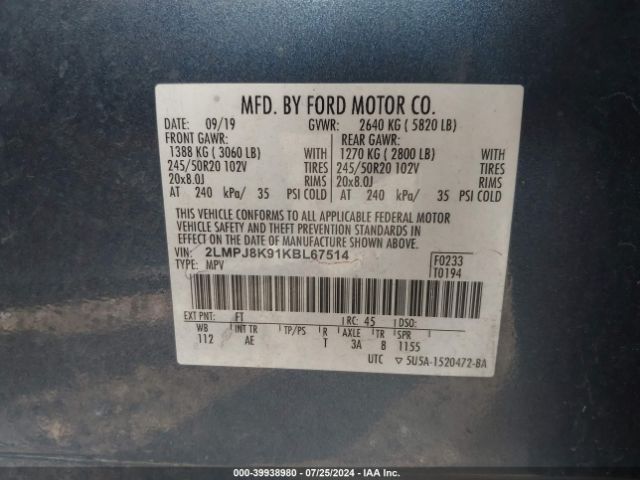 MFD. BY FORD MOTOR CO.
DATE: 09/19 GVWR: 2640 KG ( 5820 LB)
FRONT GAWR: REAR GAWR:
1388 KG ( 3060 LB) WITH 1270 KG ( 2800 LB) WITH
245/50R20 102V TIRES 245/50R20 102V TIRES
20x8.0J RIMS 20x8.0J RIMS
AT 240 kPa/ 35 PSI COLD AT 240 kPa/ 35 PSI COLD
THIS VEHICLE CONFORMS TO ALL APPLICABLE FEDERAL MOTOR
VEHICLE SAFETY AND THEFT PREVENTION STANDARDS IN
EFFECT ON THE DATE OF MANUFACTURE SHOWN ABOVE.
VIN: 2LMPJ8K91KBL67514 F0233
TYPE: MPV T0194
EXT PNT: FT RC: 45 DSO:
WB INT TR TP/PS R AXLE TR SPR
112 AE T 3A B 1155
UTC ▽ 5U5A-1520472-BA
000-39938980 - 07/25/2024 - IAA Inc.